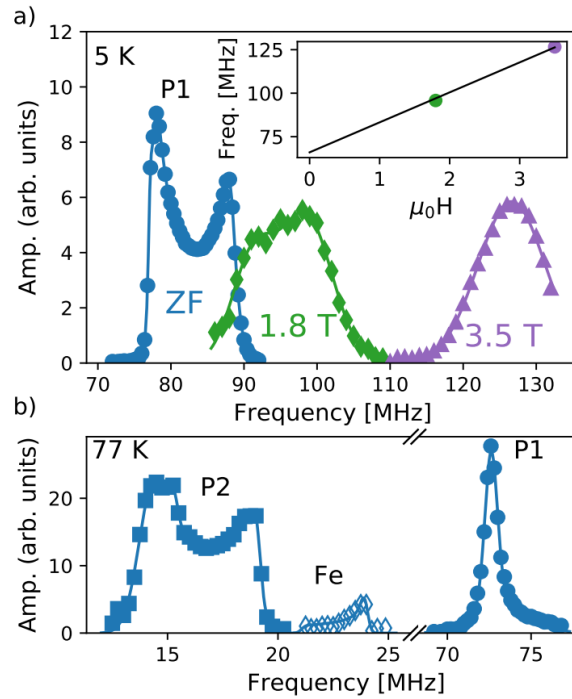 a)
5 K
P1
ZF
1.8 T
3.5 T
Amp. (arb. units)
0
2
4
6
8
10
12
70
80
90
100
110
120
130
Frequency [MHz]
Freq. [MHz]
75
100
125
0
1
2
3
μ₀H
b)
77 K
P2
Fe
P1
Amp. (arb. units)
0
10
20
15
20
25
70
75
Frequency [MHz]